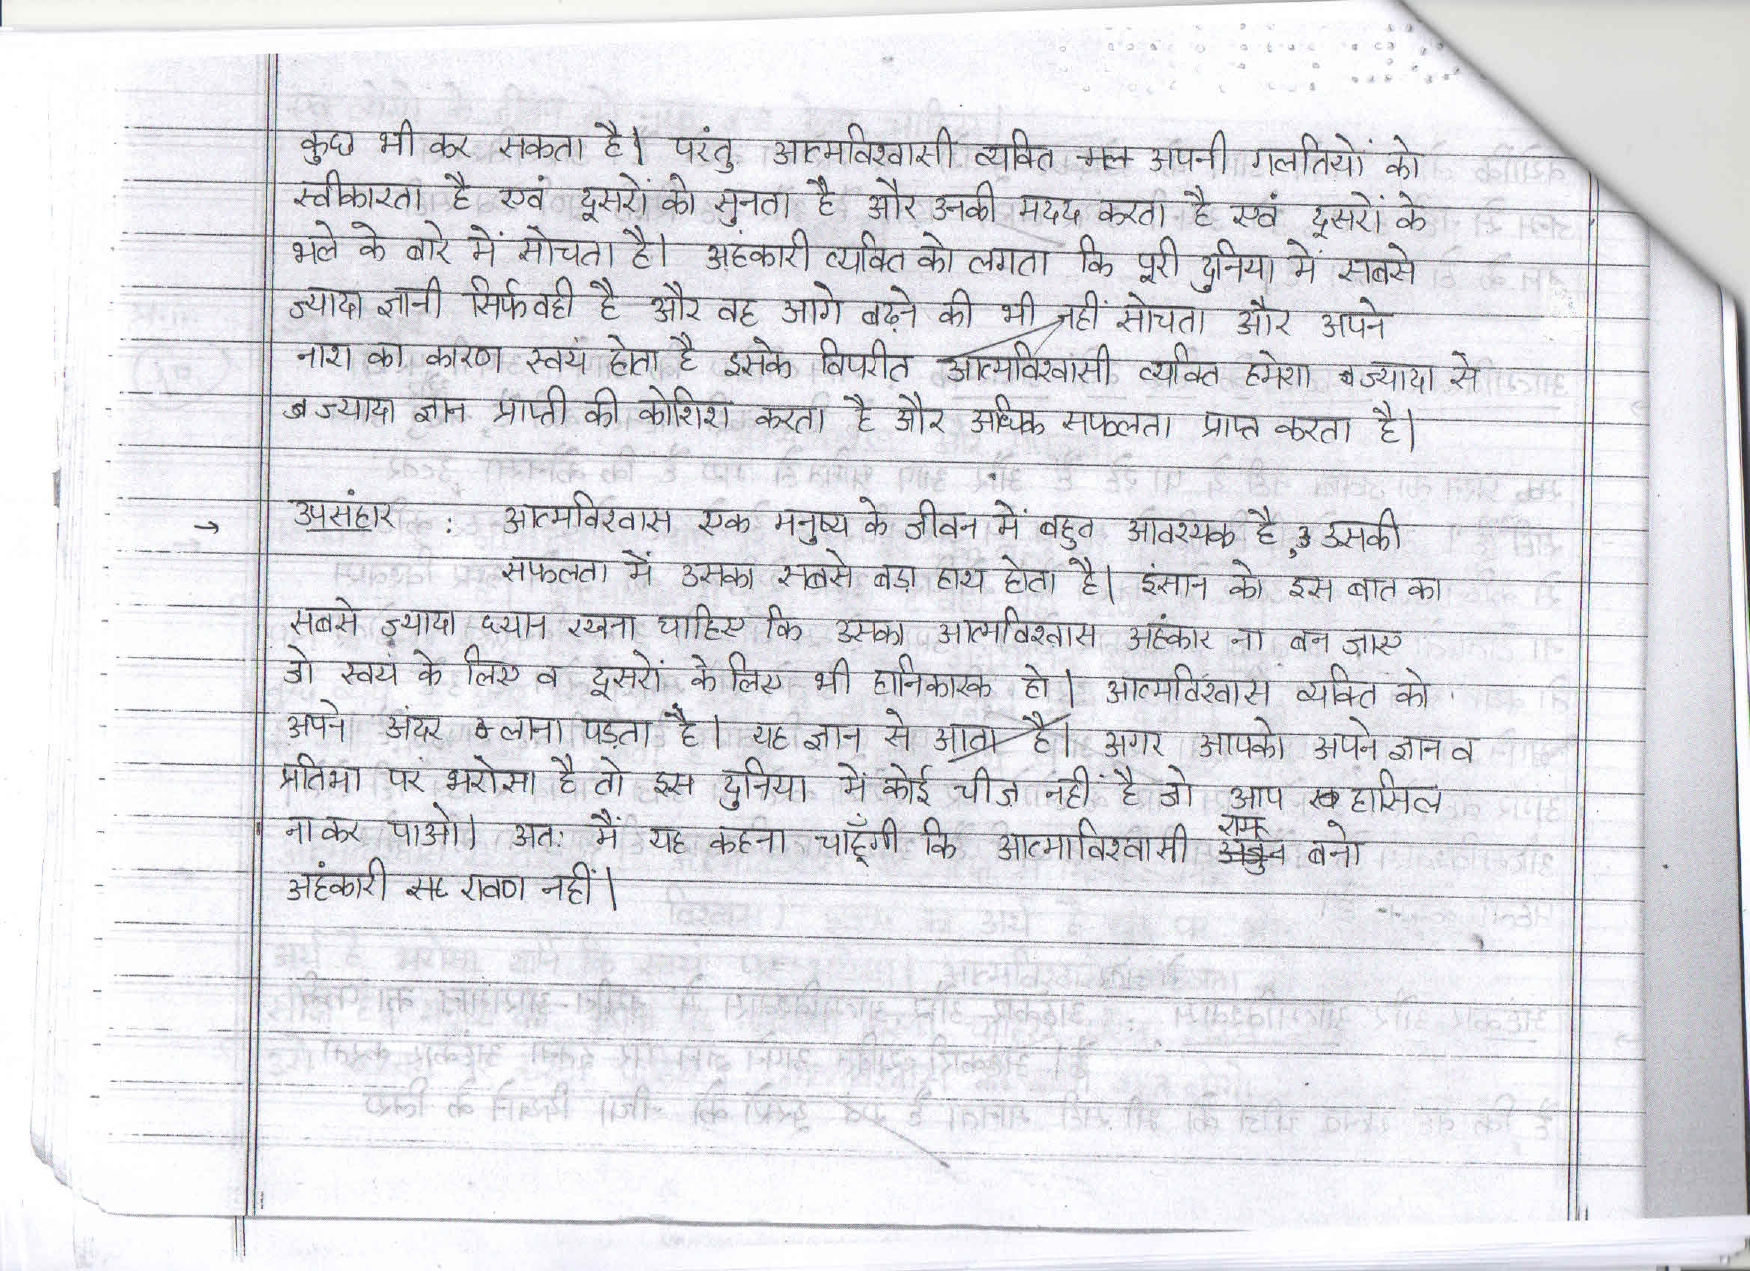 कुछ भी कर सकता है। परंतु आत्मविश्वासी व्यक्ति अपनी गलतियों को
स्वीकारता है एवं दूसरों को सुनता है और उनकी मदद करता है एवं दूसरों के
भले के बारे में सोचता है। अहंकारी व्यक्ति को लगता कि पूरी दुनिया में सबसे
ज्यादा ज्ञानी सिर्फ वही है और वह आगे बढ़ने की भी नहीं सोचता और अपने
नाश का कारण स्वयं होता है इसके विपरीत आत्मविश्वासी व्यक्ति हमेशा ज्यादा से
ज्यादा ज्ञान प्राप्ती की कोशिश करता है और अधिक सफलता प्राप्त करता है।
→ उपसंहार : आत्मविश्वास एक मनुष्य के जीवन में बहुत आवश्यक है, उसकी
सफलता में उसका सबसे बड़ा हाथ होता है। इंसान को इस बात का
सबसे ज़्यादा ध्यान रखना चाहिए कि उसका आत्मविश्वास अहंकार ना बन जाए
जो स्वयं के लिए व दूसरों के लिए भी हानिकारक हो। आत्मविश्वास व्यक्ति को
अपने अंदर लाना पड़ता है। यह ज्ञान से आता है। अगर आपको अपने ज्ञान व
प्रतिभा पर भरोसा है तो इस दुनिया में कोई चीज नहीं है जो आप हासिल
ना कर पाओ। अतः मैं यह कहना चाहूँगी कि आत्माविश्वासी राम बनो
अहंकारी रावण नहीं।